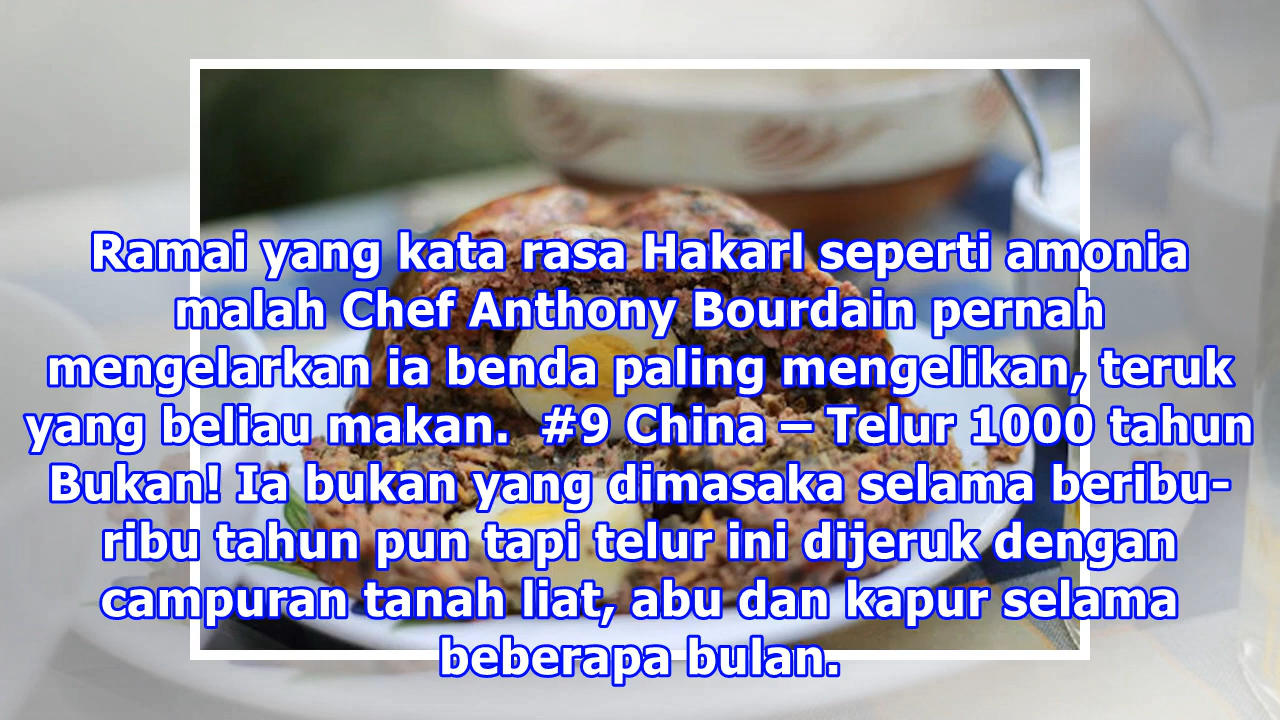 Ramai yang kata rasa Hakarl seperti amonia
malah Chef Anthony Bourdain pernah
mengelarkan ia benda paling mengelikan, teruk
yang beliau makan.  #9 China – Telur 1000 tahun
Bukan! Ia bukan yang dimasaka selama beribu-
ribu tahun pun tapi telur ini dijeruk dengan
campuran tanah liat, abu dan kapur selama
beberapa bulan.